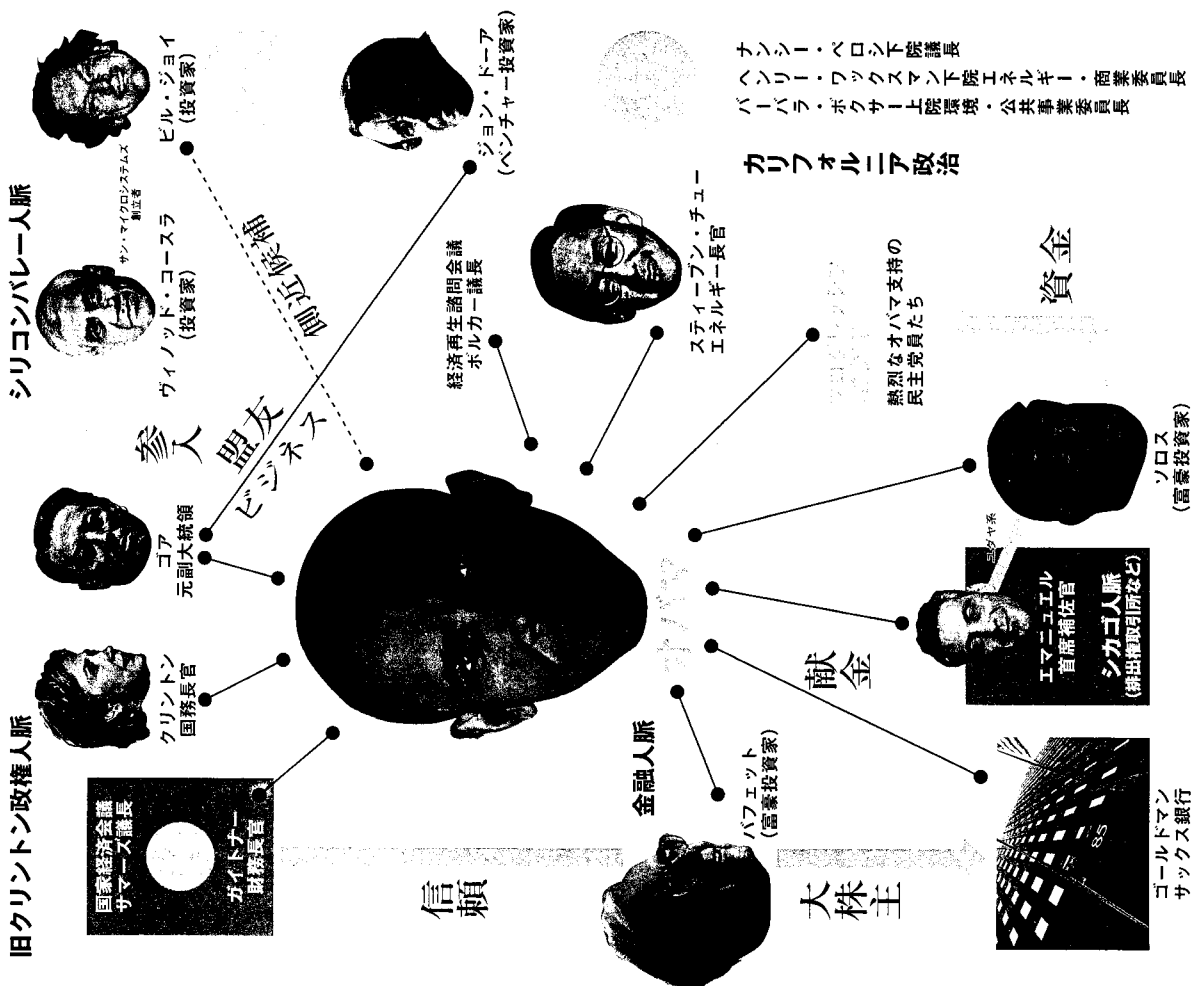 旧クリントン政権人脈
国家経済会議
サマーズ議長
ガイトナー
財務長官
クリントン
国務長官
ゴア
元副大統領
シリコンバレー人脈
ヴィノッド・コースラ
(投資家)
サン・マイクロシステムズ
創立者
ビル・ジョイ
(投資家)
参入
盟友
ビジネス
側近候補
ジョン・ドーア
(ベンチャー投資家)
経済再生諮問会議
ボルカー議長
スティーブン・チュー
エネルギー長官
カリフォルニア政治
ナンシー・ペロシ下院議長
ヘンリー・ワックスマン下院エネルギー・商業委員長
バーバラ・ボクサー上院環境・公共事業委員長
熱烈なオバマ支持の
民主党員たち
資金
オバマ
信頼
金融人脈
バフェット
(富豪投資家)
大株主
献金
ゴールドマン
サックス銀行
85
エマニュエル
首席補佐官
シカゴ人脈
(排出権取引所など)
ユダヤ系
ソロス
(富豪投資家)